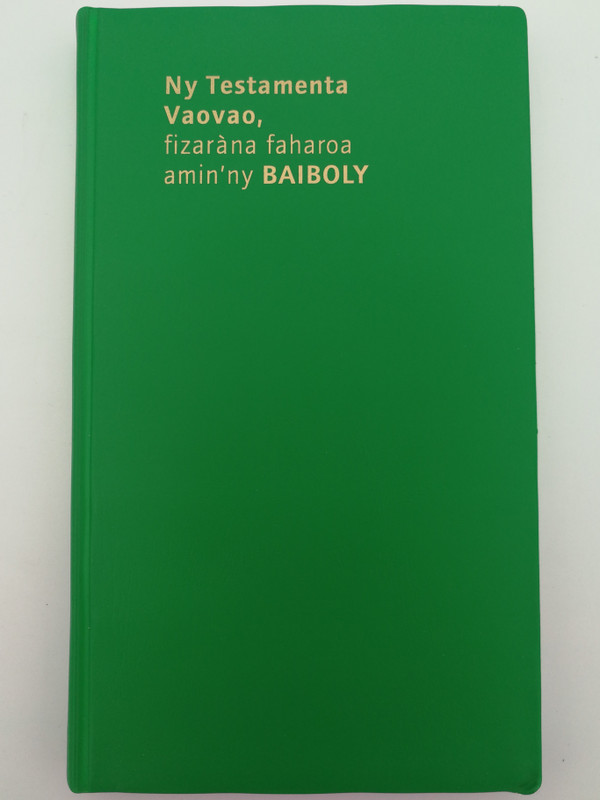 Ny Testamenta
Vaovao,
fizaràna faharoa
amin'ny BAIBOLY